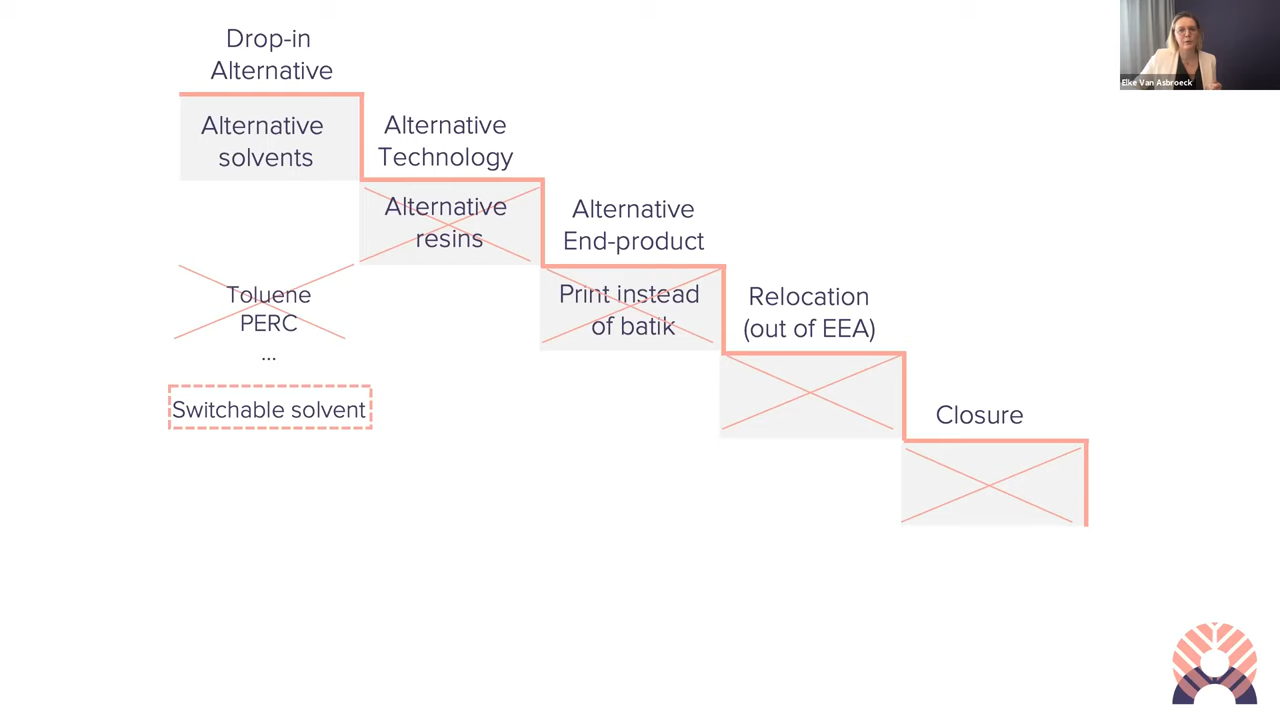 Drop-in
Alternative
Alternative
solvents
Alternative
Technology
Alternative
resins
Alternative
End-product
Print instead
of batik
Relocation
(out of EEA)
Closure
Toluene
PERC
...
Switchable solvent
Elke Van Asbroeck